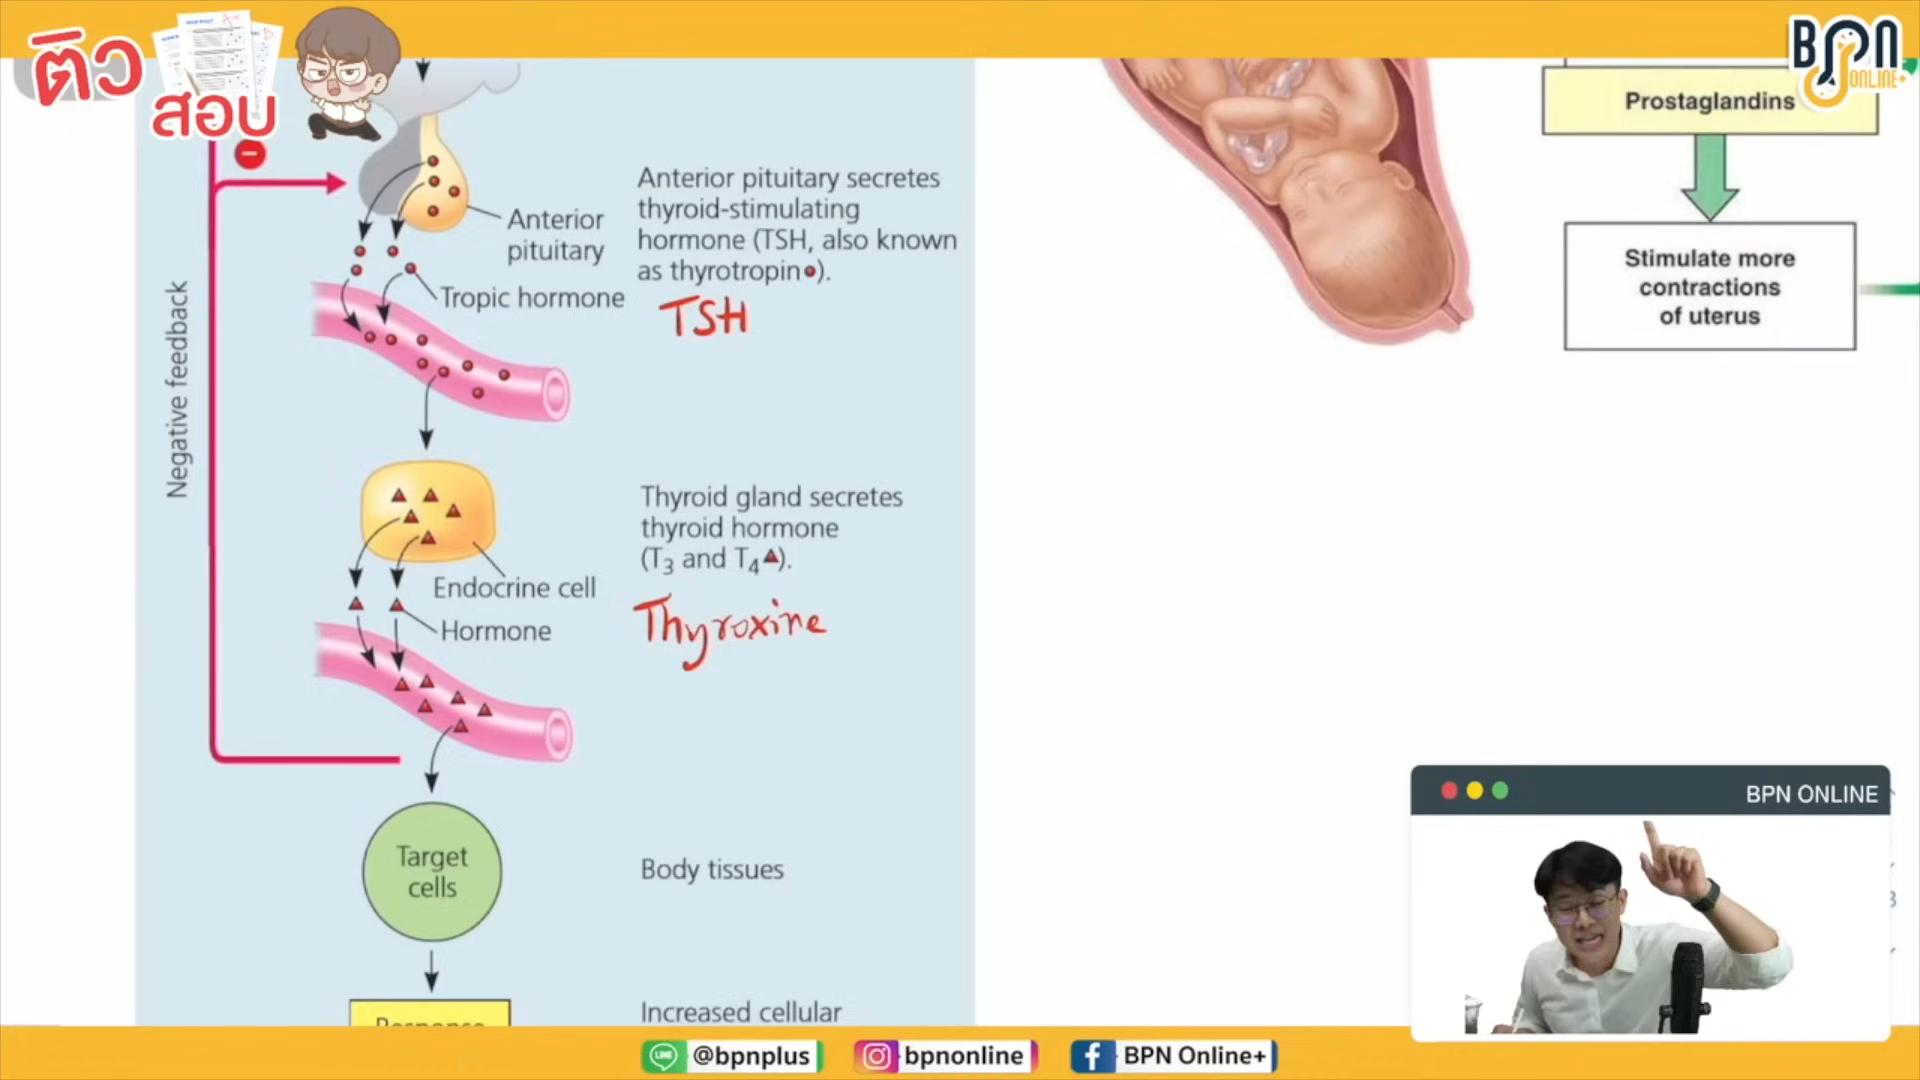 ติว
สอบ
BPN
ONLINE+
Prostaglandins
Stimulate more
contractions
of uterus
Negative feedback
Anterior
pituitary
Anterior pituitary secretes
thyroid-stimulating
hormone (TSH, also known
as thyrotropin).
Tropic hormone
TSH
Thyroid gland secretes
thyroid hormone
(T3 and T4).
Endocrine cell
Hormone
Thyroxine
Target
cells
Body tissues
Response
Increased cellular
BPN ONLINE
LINE
@bpnplus
bpnonline
BPN Online+